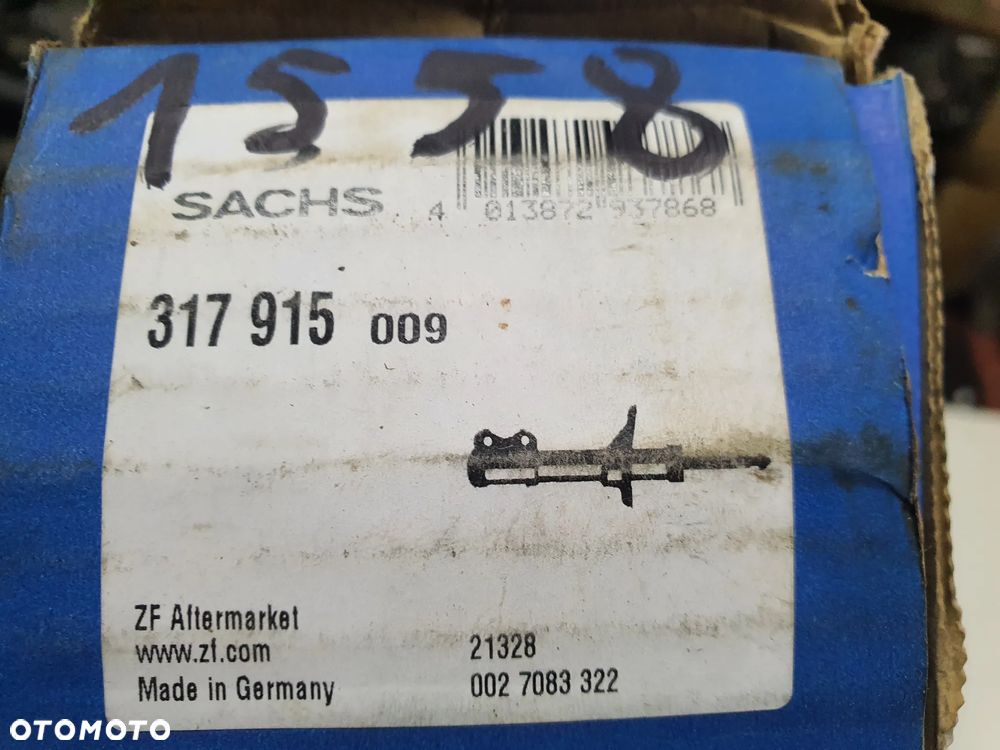 1558
SACHS
4 013872 937868
317 915 009
ZF Aftermarket
www.zf.com
Made in Germany
21328
002 7083 322
OTOMOTO